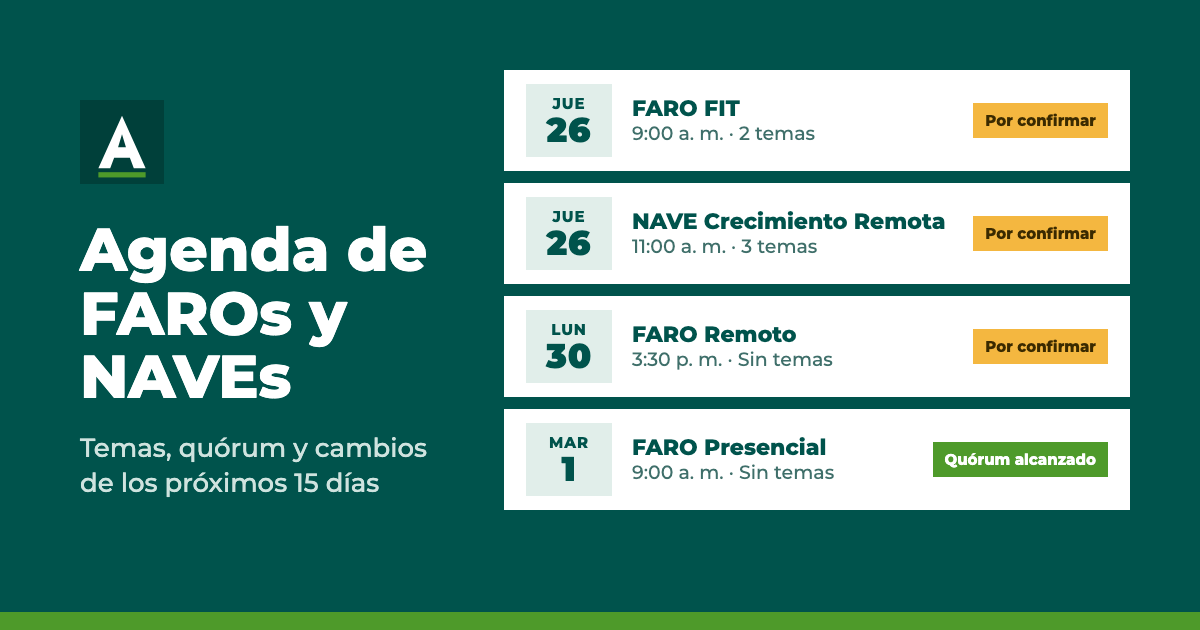 A
Agenda de
FAROs y
NAVEs
Temas, quórum y cambios
de los próximos 15 días
JUE
26
FARO FIT
9:00 a. m. · 2 temas
Por confirmar
JUE
26
NAVE Crecimiento Remota
11:00 a. m. · 3 temas
Por confirmar
LUN
30
FARO Remoto
3:30 p. m. · Sin temas
Por confirmar
MAR
1
FARO Presencial
9:00 a. m. · Sin temas
Quórum alcanzado